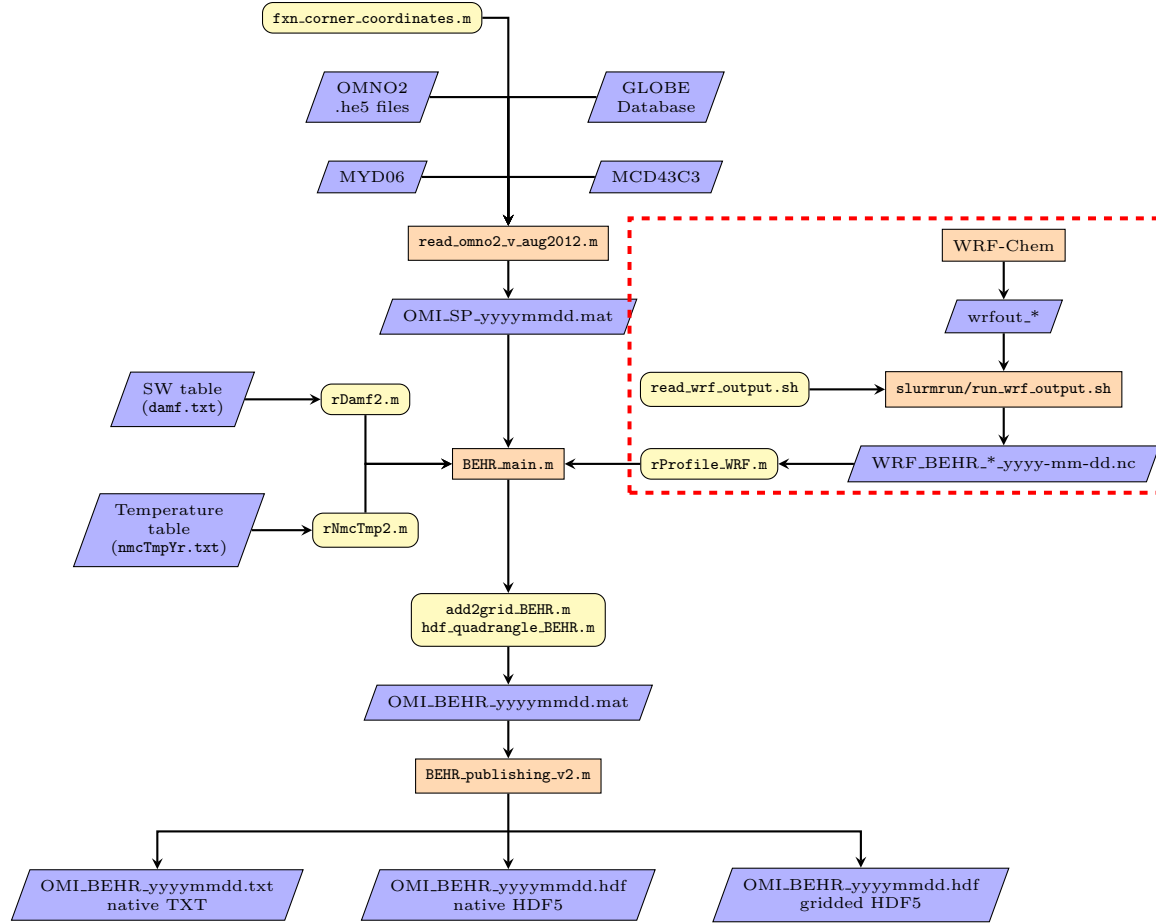 fxn_corner_coordinates.m
OMNO2
.he5 files
GLOBE
Database
MYD06
MCD43C3
read_omno2_v_aug2012.m
WRF-Chem
OMI_SP_yyyymmdd.mat
wrfout_*
SW table
(damf.txt)
rDamf2.m
read_wrf_output.sh
slurmrun/run_wrf_output.sh
BEHR_main.m
rProfile_WRF.m
WRF_BEHR_*_yyyy-mm-dd.nc
Temperature
table
(nmcTmpYr.txt)
rNmcTmp2.m
add2grid_BEHR.m
hdf_quadrangle_BEHR.m
OMI_BEHR_yyyymmdd.mat
BEHR_publishing_v2.m
OMI_BEHR_yyyymmdd.txt
native TXT
OMI_BEHR_yyyymmdd.hdf
native HDF5
OMI_BEHR_yyyymmdd.hdf
gridded HDF5